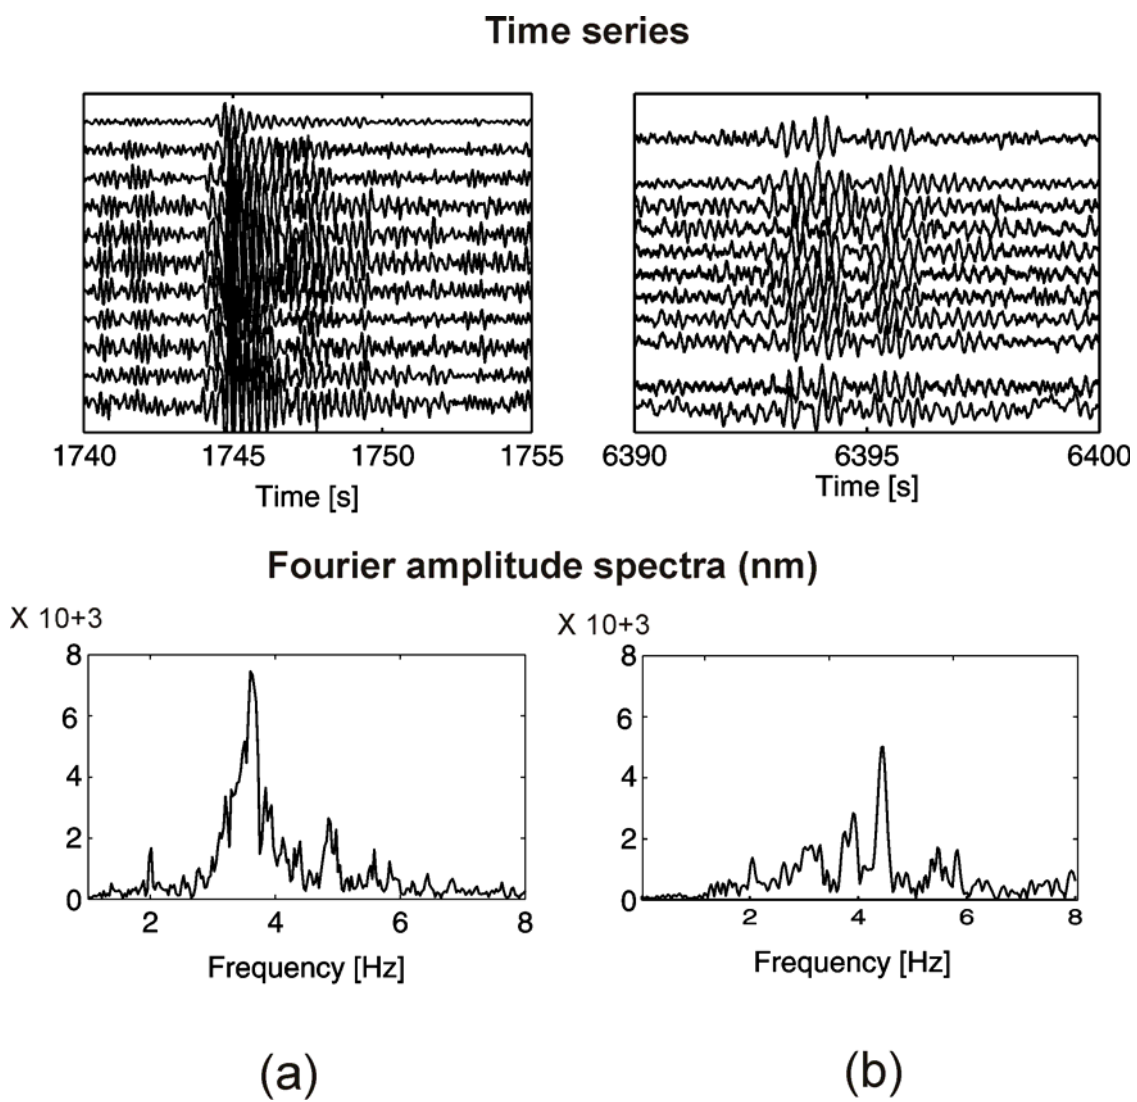 Time series
1740 1745 1750 1755
Time [s]
6390 6395 6400
Time [s]
Fourier amplitude spectra (nm)
X 10+3
8
6
4
2
0
2 4 6 8
Frequency [Hz]
(a)
X 10+3
8
6
4
2
0
2 4 6 8
Frequency [Hz]
(b)